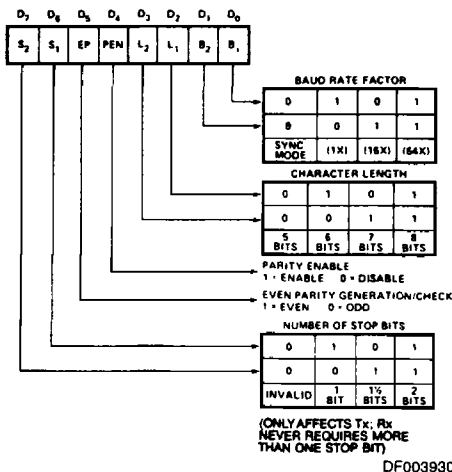 D₇ D₆ D₅ D₄ D₃ D₂ D₁ D₀
S₂ S₁ EP PEN L₂ L₁ B₂ B₁
BAUD RATE FACTOR
0 1 0 1
0 0 1 1
SYNC MODE (1X) (16X) (64X)
CHARACTER LENGTH
0 1 0 1
0 0 1 1
5 BITS 6 BITS 7 BITS 8 BITS
PARITY ENABLE
1 = ENABLE 0 = DISABLE
EVEN PARITY GENERATION/CHECK
1 = EVEN 0 = ODD
NUMBER OF STOP BITS
0 1 0 1
0 0 1 1
INVALID 1 BIT 1½ BITS 2 BITS
(ONLY AFFECTS Tx; Rx
NEVER REQUIRES MORE
THAN ONE STOP BIT)
DF003930